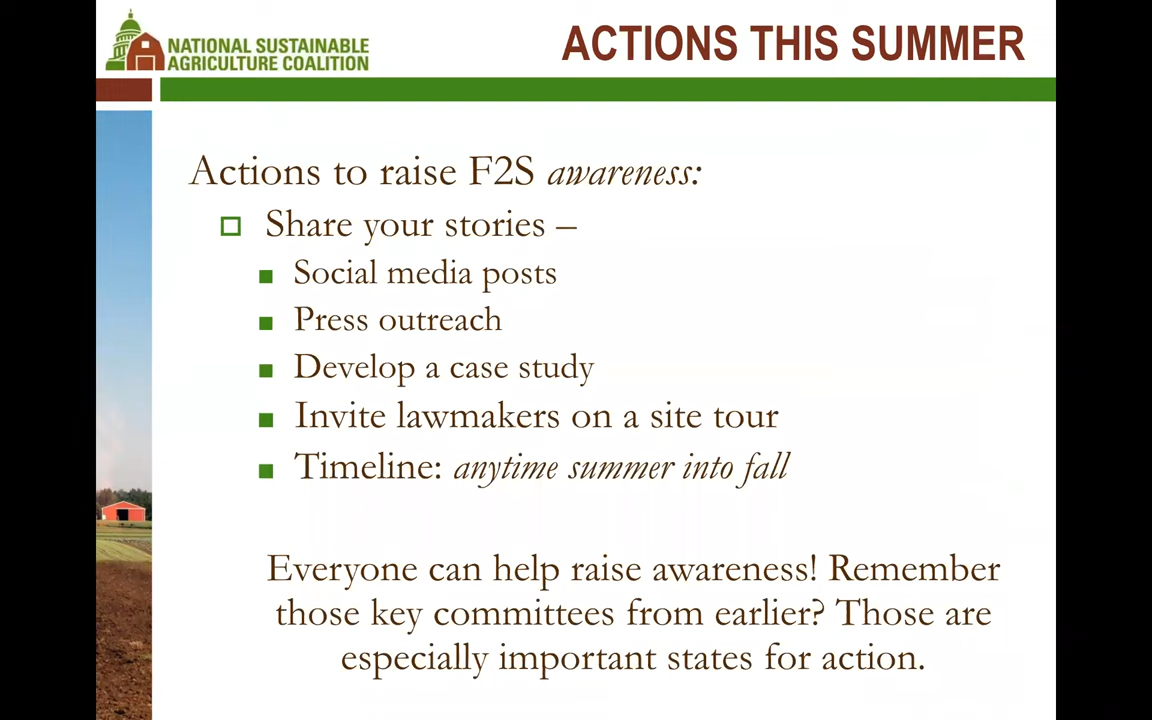 NATIONAL SUSTAINABLE
AGRICULTURE COALITION
ACTIONS THIS SUMMER
Actions to raise F2S awareness:
Share your stories –
Social media posts
Press outreach
Develop a case study
Invite lawmakers on a site tour
Timeline: anytime summer into fall
Everyone can help raise awareness! Remember
those key committees from earlier? Those are
especially important states for action.